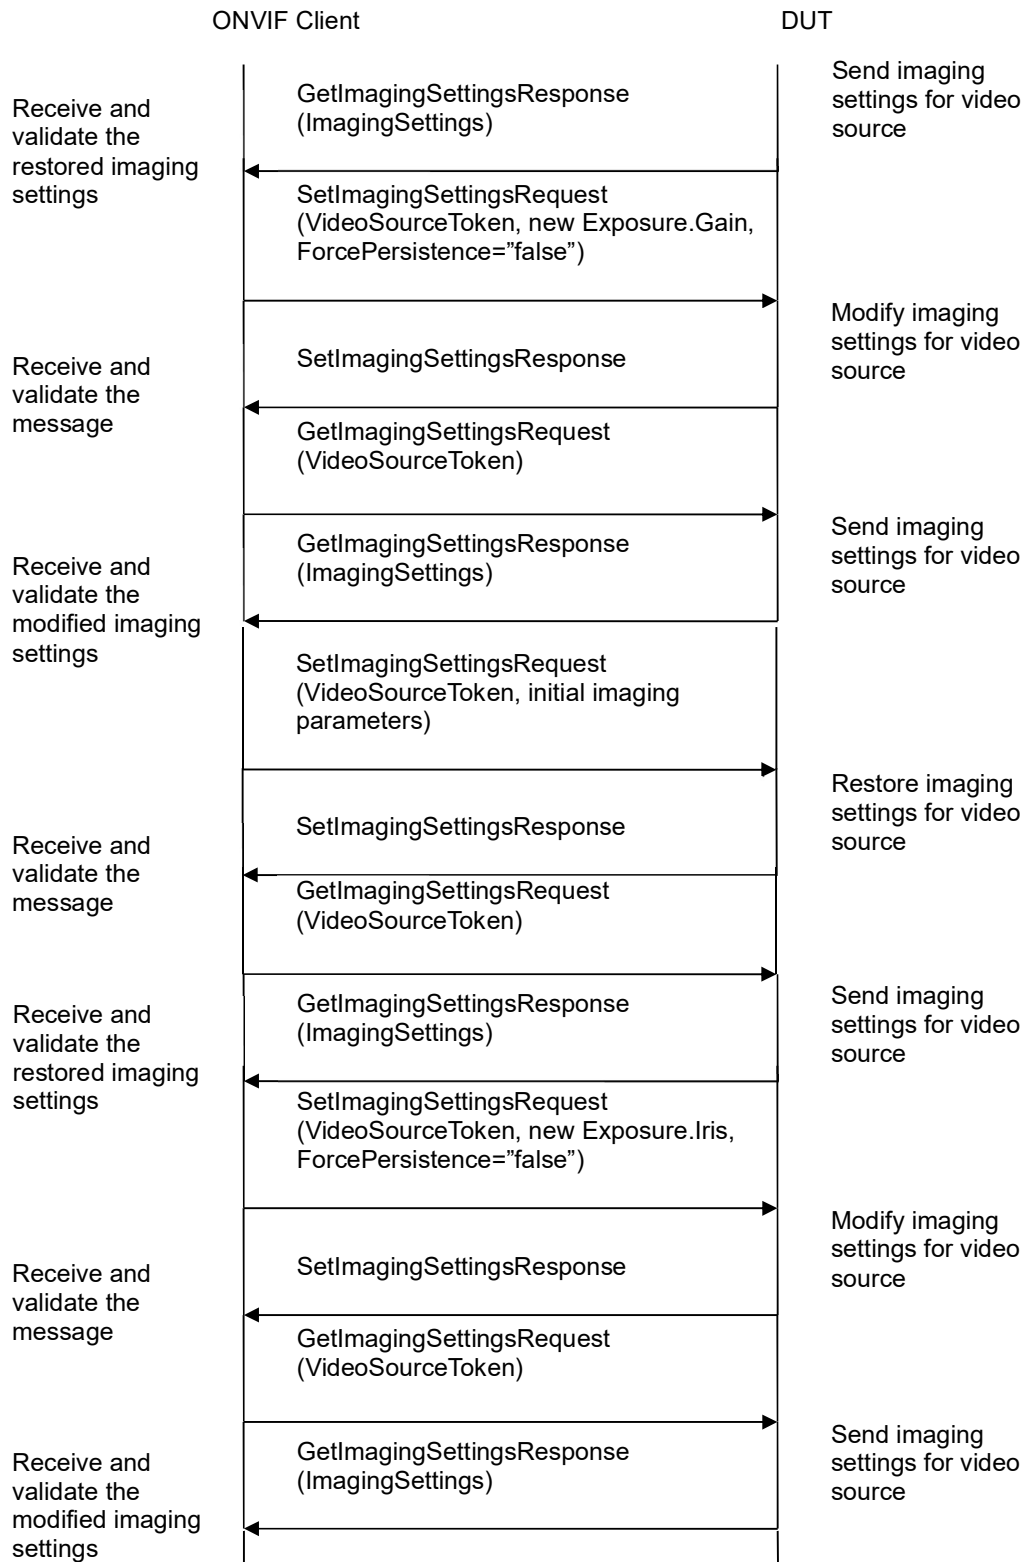 ONVIF Client
DUT
Send imaging
settings for video
source
GetImagingSettingsResponse
(ImagingSettings)
Receive and
validate the
restored imaging
settings
SetImagingSettingsRequest
(VideoSourceToken, new Exposure.Gain,
ForcePersistence=”false”)
Modify imaging
settings for video
source
SetImagingSettingsResponse
Receive and
validate the
message
GetImagingSettingsRequest
(VideoSourceToken)
Send imaging
settings for video
source
GetImagingSettingsResponse
(ImagingSettings)
Receive and
validate the
modified imaging
settings
SetImagingSettingsRequest
(VideoSourceToken, initial imaging
parameters)
Restore imaging
settings for video
source
SetImagingSettingsResponse
Receive and
validate the
message
GetImagingSettingsRequest
(VideoSourceToken)
Send imaging
settings for video
source
GetImagingSettingsResponse
(ImagingSettings)
Receive and
validate the
restored imaging
settings
SetImagingSettingsRequest
(VideoSourceToken, new Exposure.Iris,
ForcePersistence=”false”)
Modify imaging
settings for video
source
SetImagingSettingsResponse
Receive and
validate the
message
GetImagingSettingsRequest
(VideoSourceToken)
Send imaging
settings for video
source
GetImagingSettingsResponse
(ImagingSettings)
Receive and
validate the
modified imaging
settings